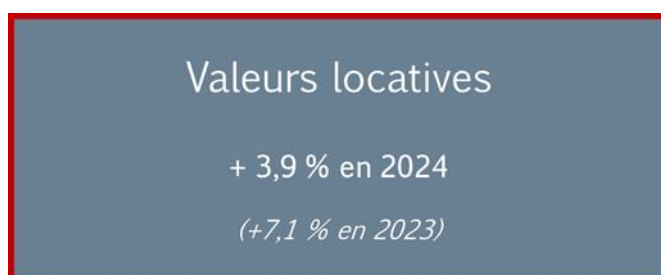 Valeurs locatives
+ 3,9 % en 2024
(+7,1 % en 2023)